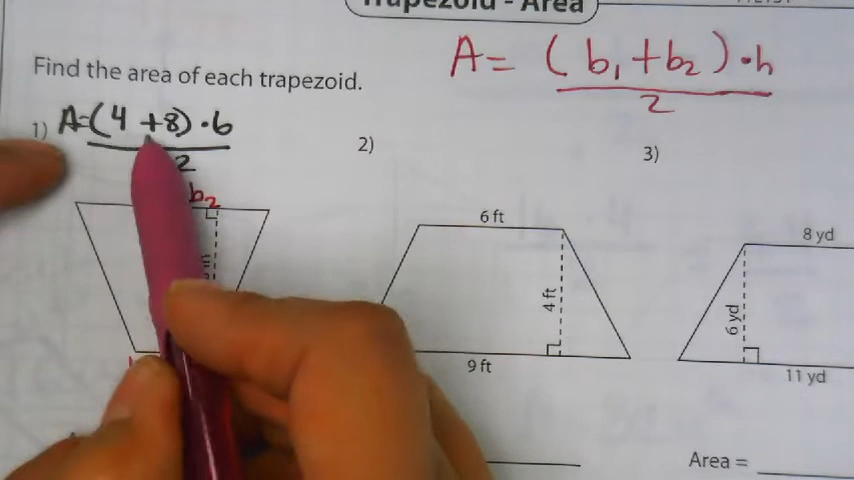 Trapezoid - Area
A = (b₁ + b₂) · h
2
Find the area of each trapezoid.
1) A=(4 + 8) · 6
2
2)
3)
b₂
6 ft
4 ft
9 ft
8 yd
6 yd
11 yd
Area =